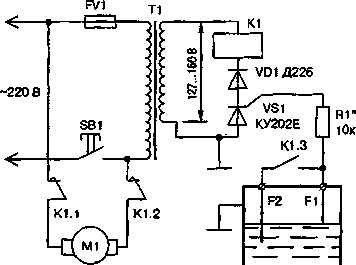 FV1
T1
K1
~220 В
127...160 В
VD1 Д226
VS1
КУ202Е
R1*
10к
SB1
K1.3
K1.1
K1.2
F2
F1
M1